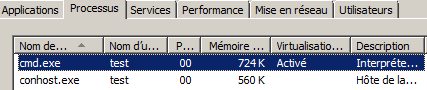 Applications Processus Services Performance Mise en réseau Utilisateurs
Nom de... Nom d'u... P... Mémoire ... Virtualisatio... Description
cmd.exe test 00 724 K Activé Interpréte...
conhost.exe test 00 560 K Hôte de la...